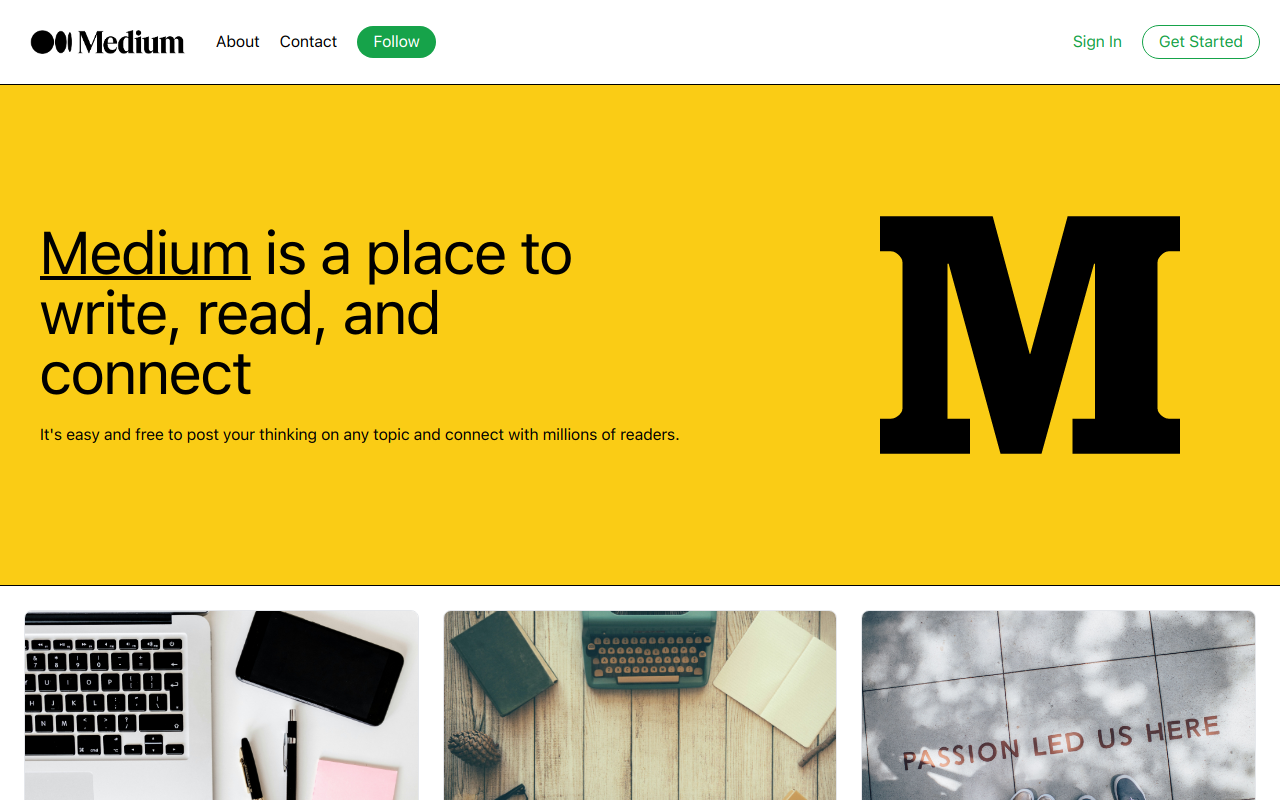 Medium
About
Contact
Follow
Sign In
Get Started
Medium is a place to
write, read, and
connect
It's easy and free to post your thinking on any topic and connect with millions of readers.
M
PASSION LED US HERE